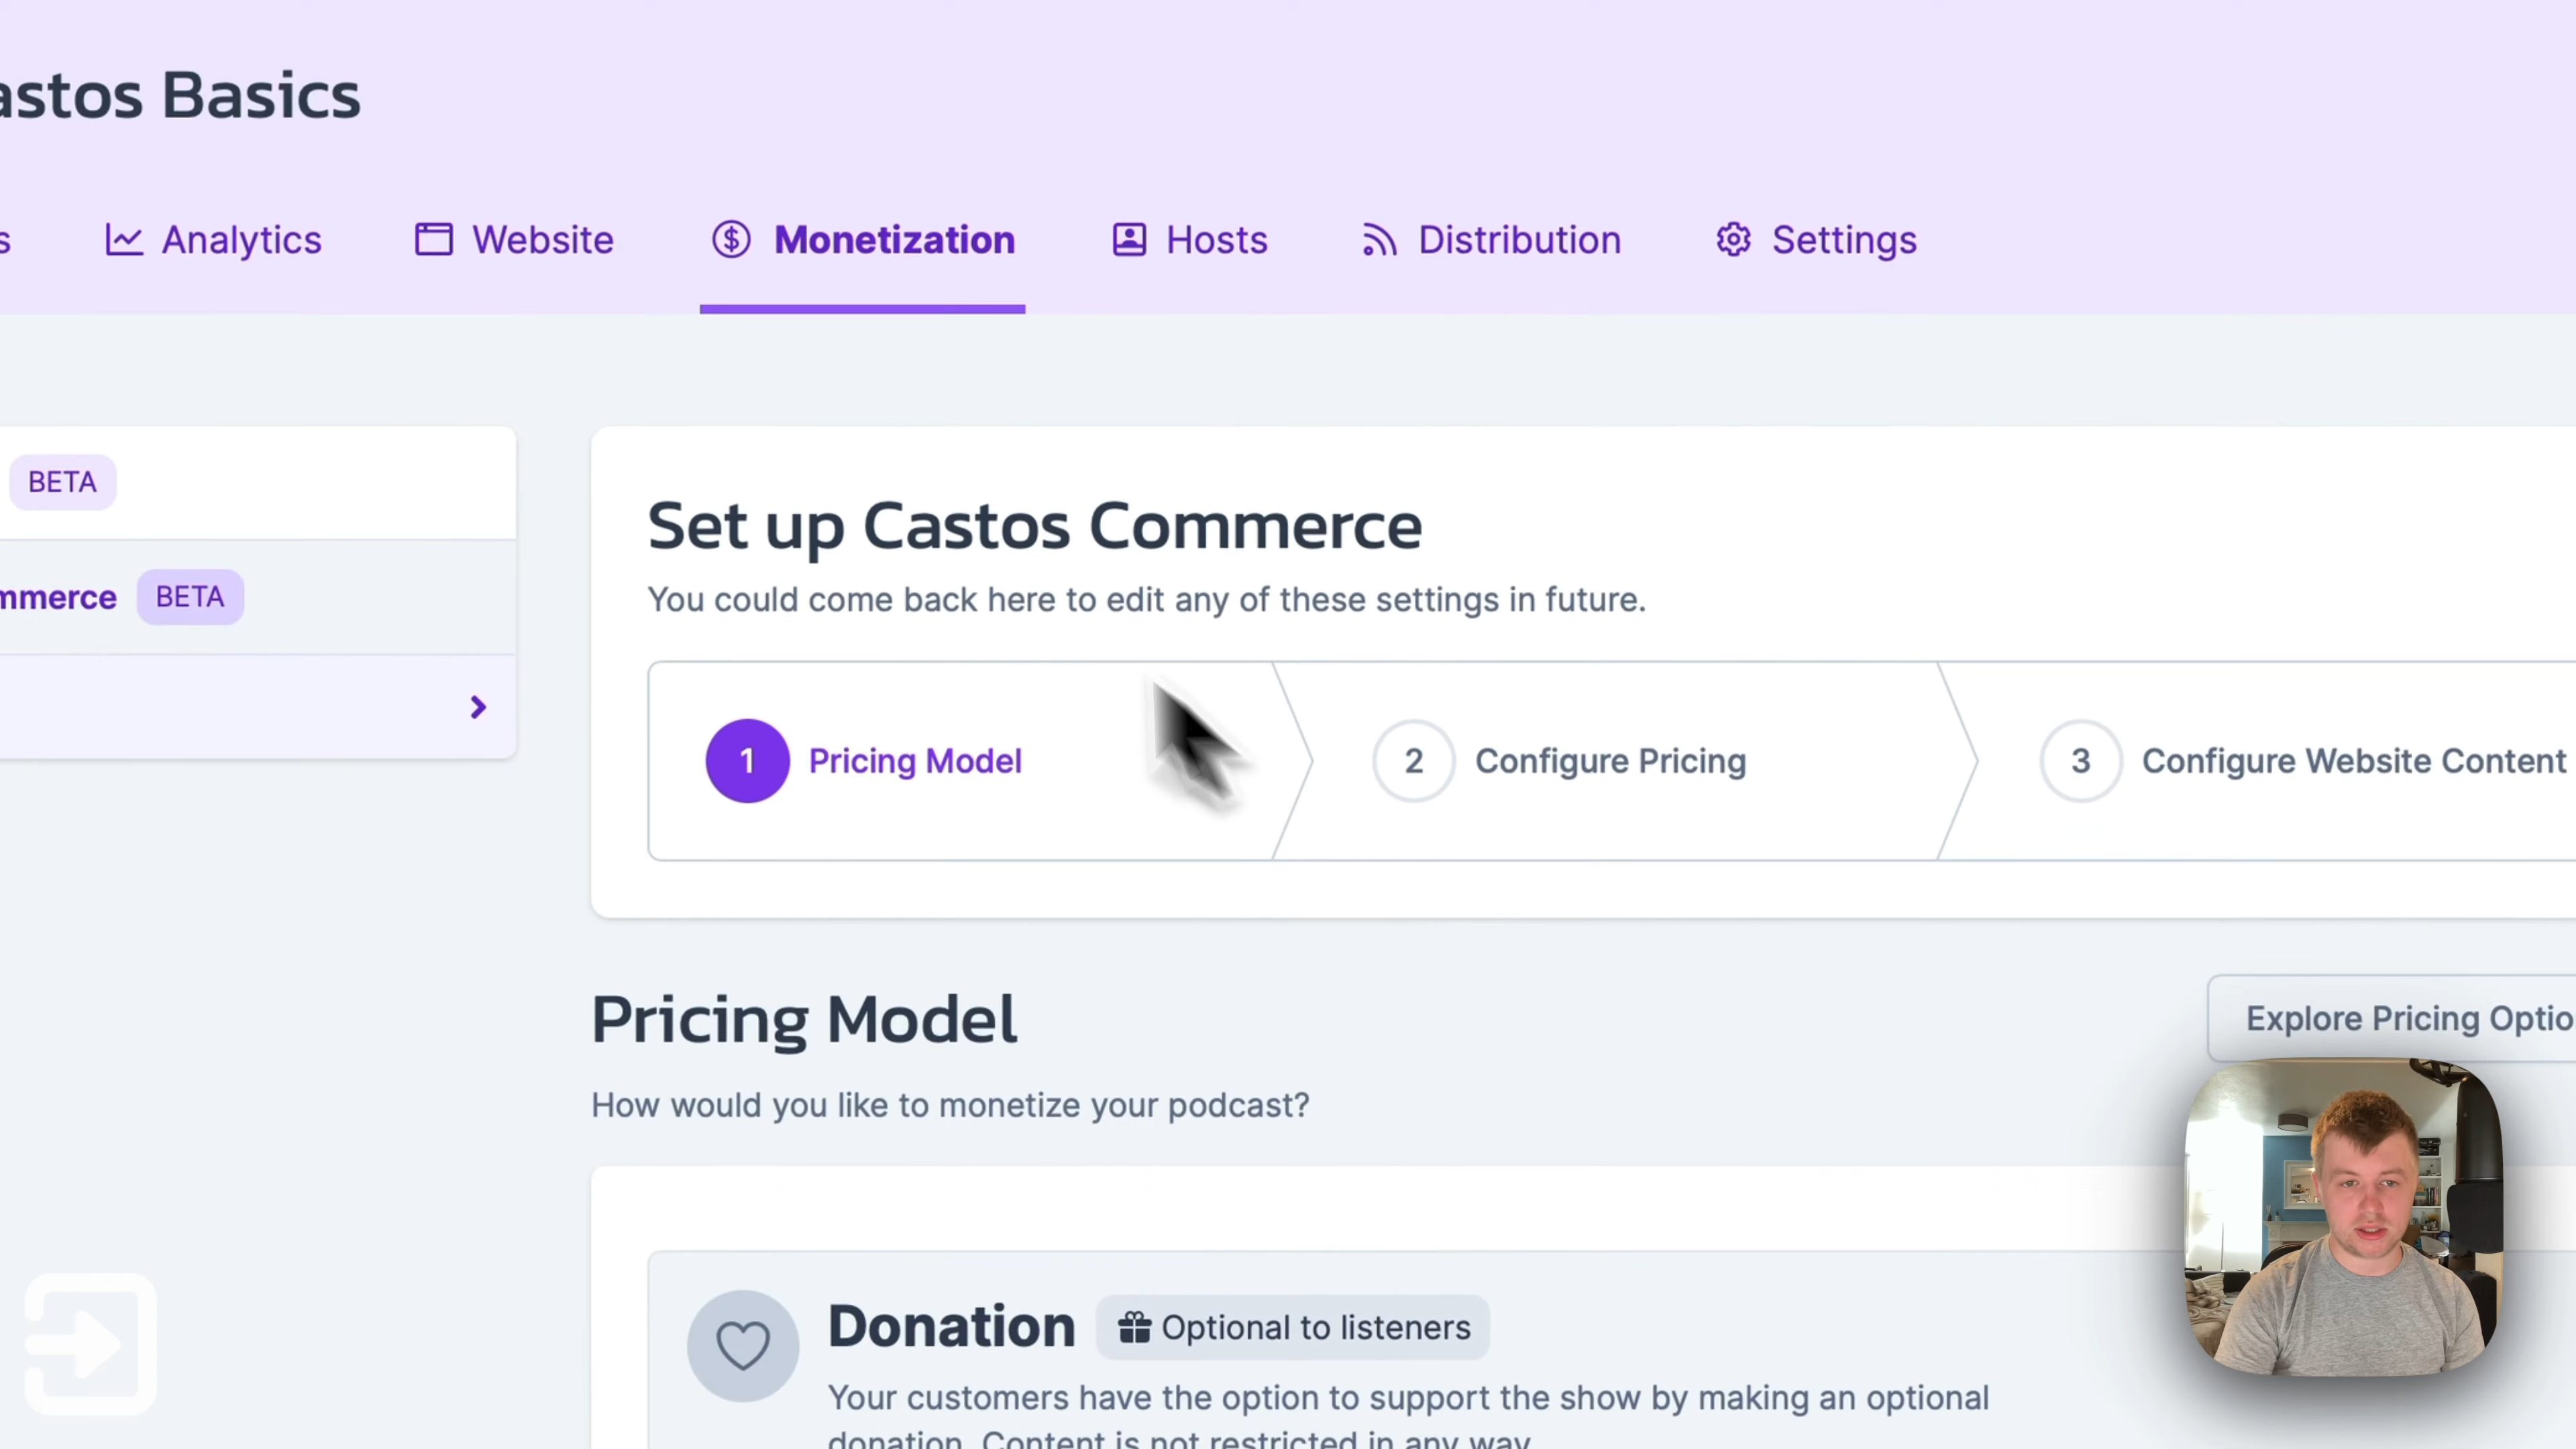 astos Basics
s
Analytics
Website
Monetization
Hosts
Distribution
Settings
BETA
mmerce BETA
Set up Castos Commerce
You could come back here to edit any of these settings in future.
1 Pricing Model
2 Configure Pricing
3 Configure Website Content
Pricing Model
Explore Pricing Optio
How would you like to monetize your podcast?
Donation
Optional to listeners
Your customers have the option to support the show by making an optional
donation. Content is not restricted in any way.